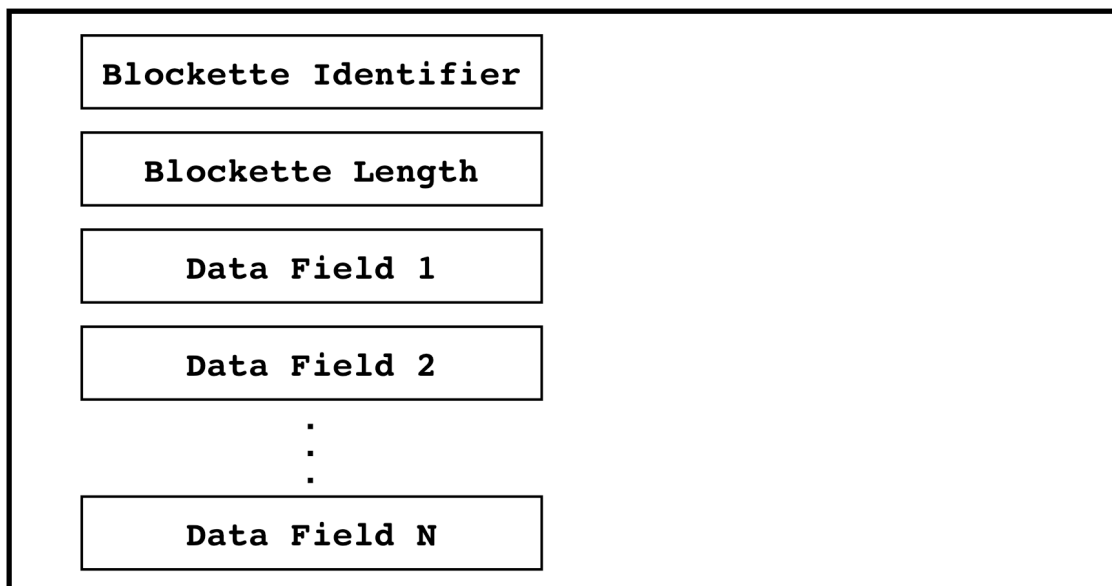 Blockette Identifier
Blockette Length
Data Field 1
Data Field 2
.
.
.
Data Field N